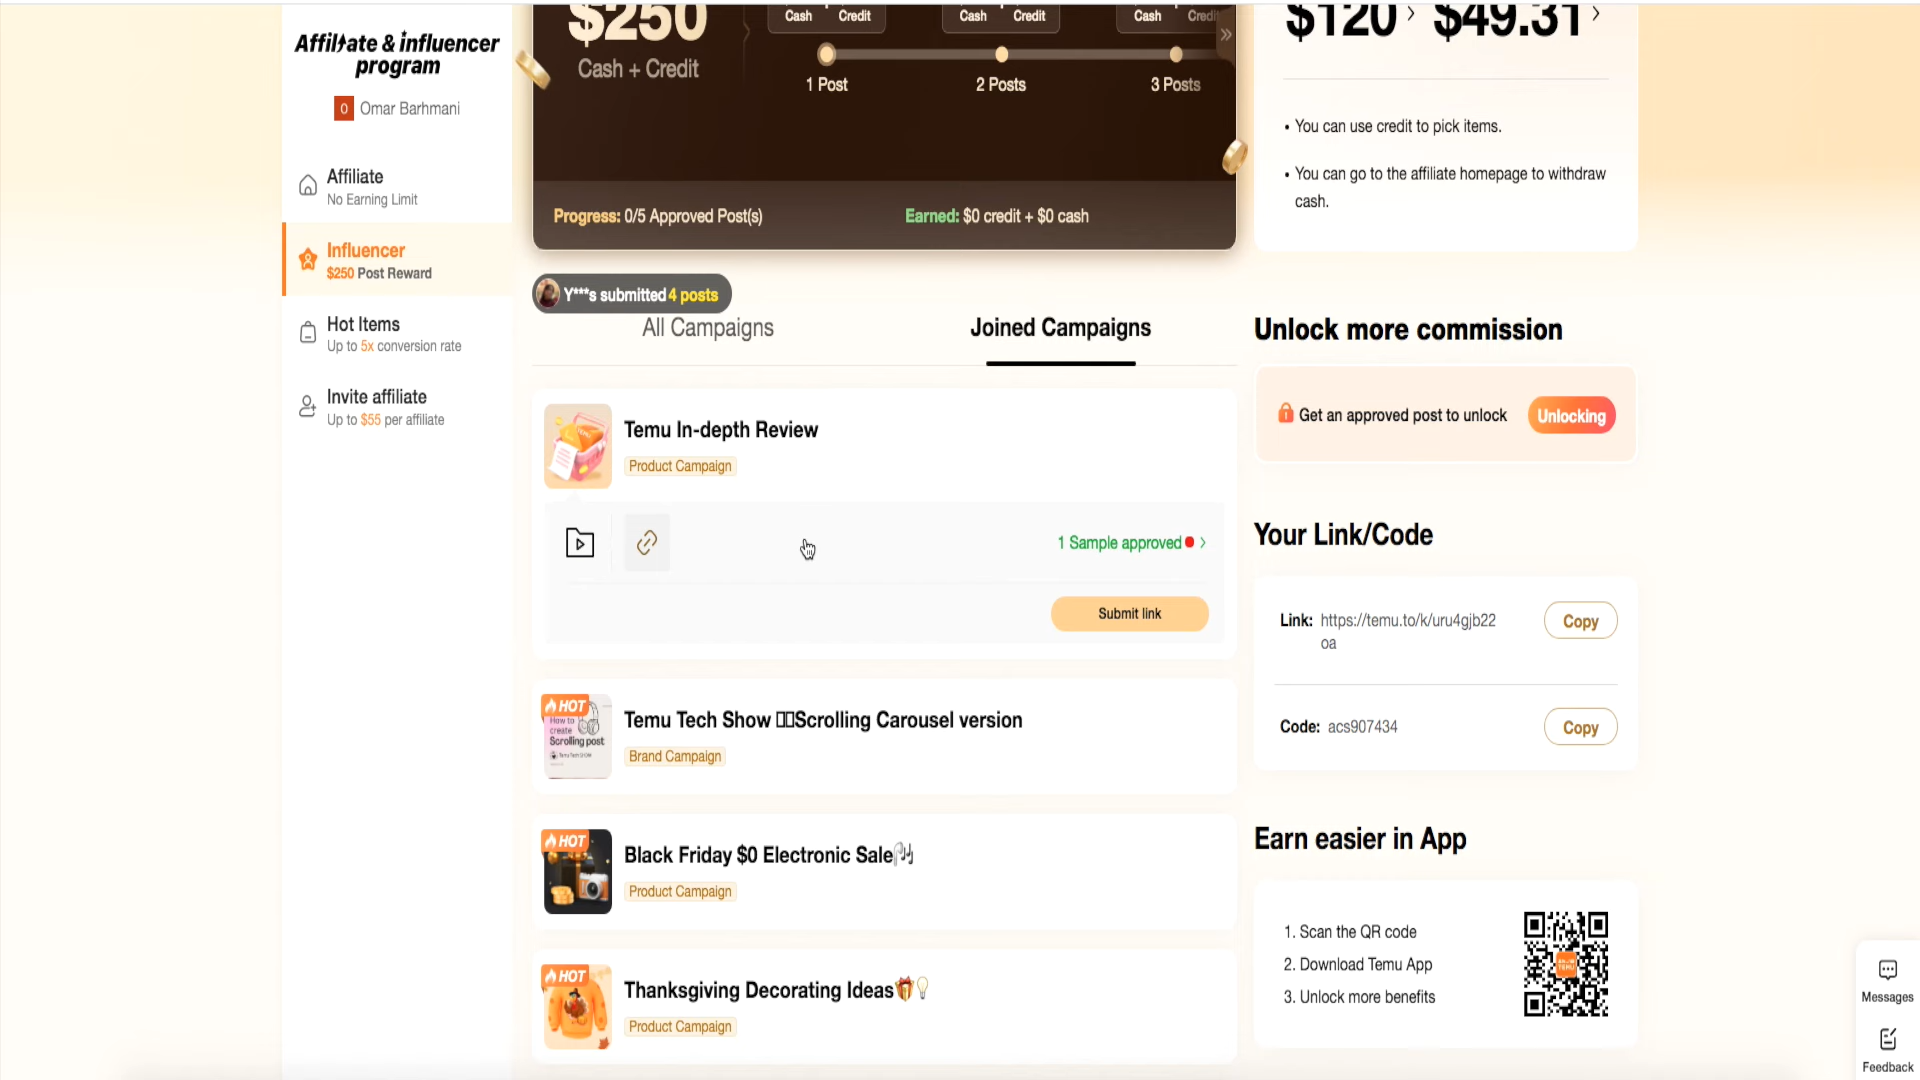 Affiliate & influencer
program
O Omar Barhmani
Affiliate
No Earning Limit
Influencer
$250 Post Reward
Hot Items
Up to 5x conversion rate
Invite affiliate
Up to $55 per affiliate
$250
Cash + Credit
Cash Credit
Cash Credit
Cash Credit
1 Post
2 Posts
3 Posts
Progress: 0/5 Approved Post(s)
Earned: $0 credit + $0 cash
Y***s submitted 4 posts
All Campaigns
Joined Campaigns
Temu In-depth Review
Product Campaign
1 Sample approved
Submit link
HOT
How to
create
Scrolling post
Temu Tech Show Scrolling Carousel version
Brand Campaign
HOT
Black Friday $0 Electronic Sale
Product Campaign
HOT
Thanksgiving Decorating Ideas
Product Campaign
$120 > $49.31 >
• You can use credit to pick items.
• You can go to the affiliate homepage to withdraw
cash.
Unlock more commission
Get an approved post to unlock
Unlocking
Your Link/Code
Link: https://temu.to/k/uru4gjb22
oa
Copy
Code: acs907434
Copy
Earn easier in App
1. Scan the QR code
2. Download Temu App
3. Unlock more benefits
TEMU
Messages
Feedback